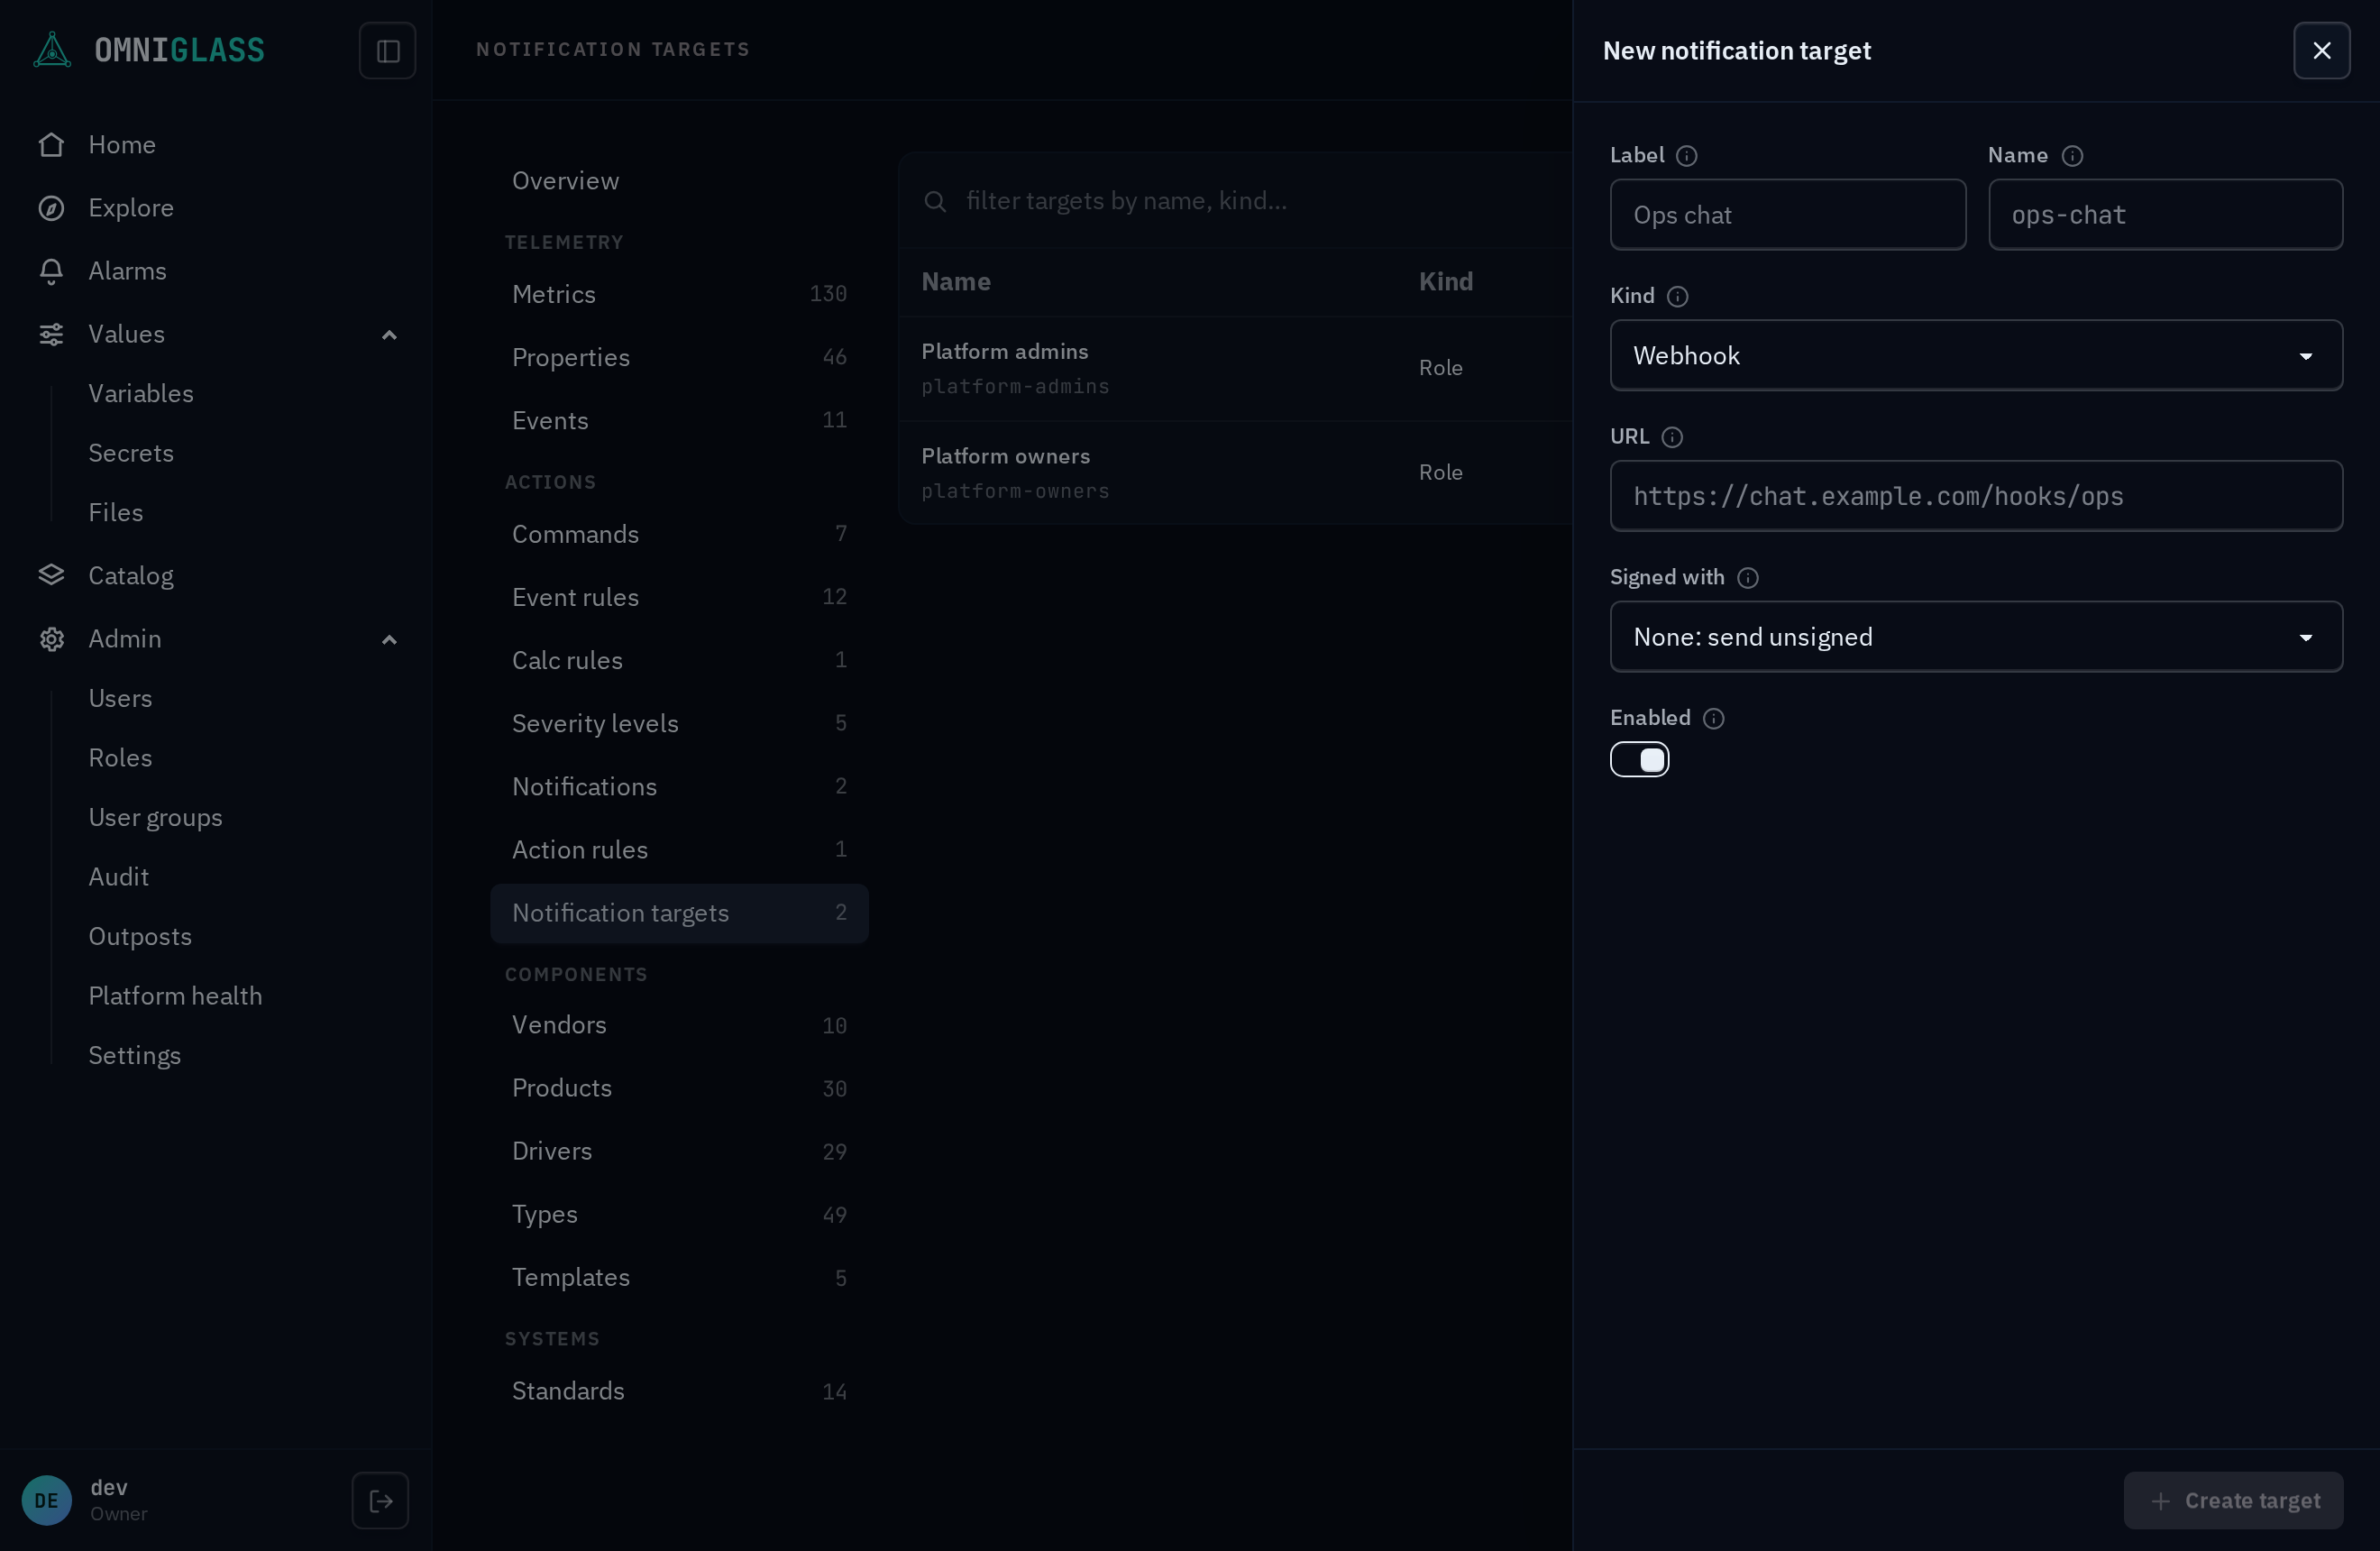 OMNIGLASS
Home
Explore
Alarms
Values
Variables
Secrets
Files
Catalog
Admin
Users
Roles
User groups
Audit
Outposts
Platform health
Settings
DE
dev
Owner
NOTIFICATION TARGETS
Overview
TELEMETRY
Metrics 130
Properties 46
Events 11
ACTIONS
Commands 7
Event rules 12
Calc rules 1
Severity levels 5
Notifications 2
Action rules 1
Notification targets 2
COMPONENTS
Vendors 10
Products 30
Drivers 29
Types 49
Templates 5
SYSTEMS
Standards 14
filter targets by name, kind...
Name Kind
Platform admins
platform-admins
Role
Platform owners
platform-owners
Role
New notification target
Label Name
Ops chat ops-chat
Kind
Webhook
URL
https://chat.example.com/hooks/ops
Signed with
None: send unsigned
Enabled
Create target